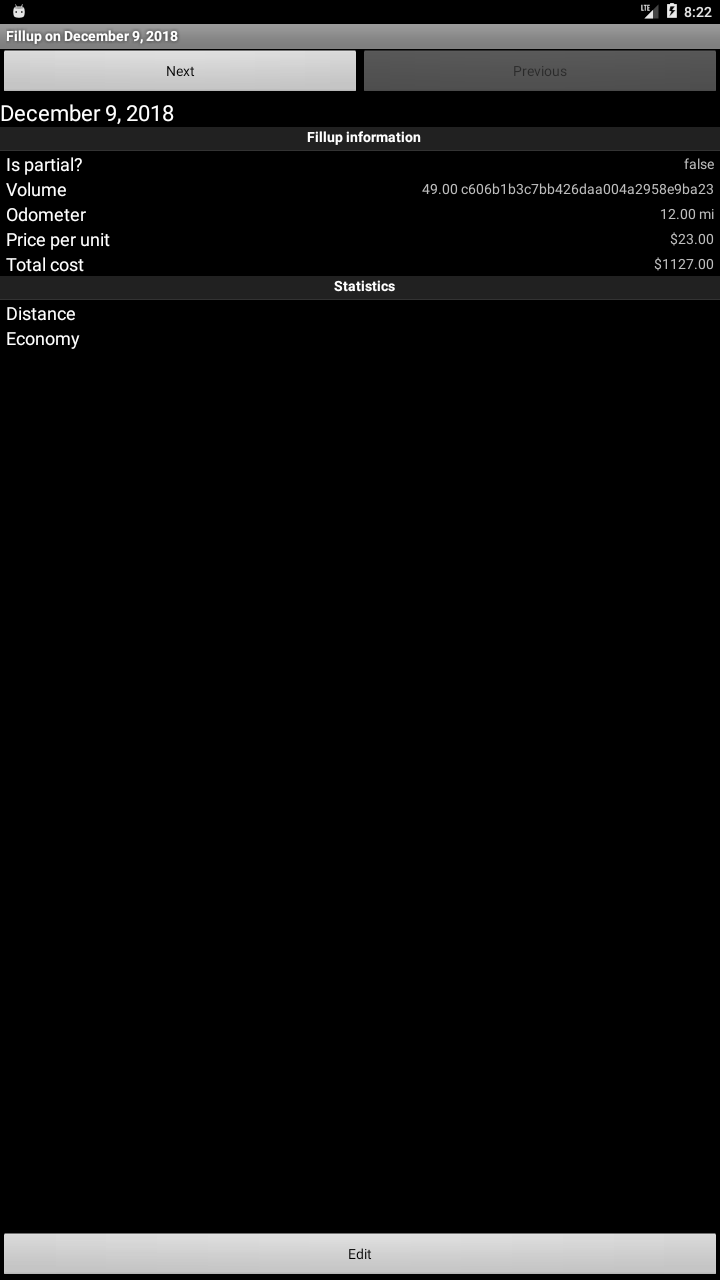 LTE 8:22
Fillup on December 9, 2018
Next Previous
December 9, 2018
Fillup information
Is partial? false
Volume 49.00 c606b1b3c7bb426daa004a2958e9ba23
Odometer 12.00 mi
Price per unit $23.00
Total cost $1127.00
Statistics
Distance
Economy
Edit